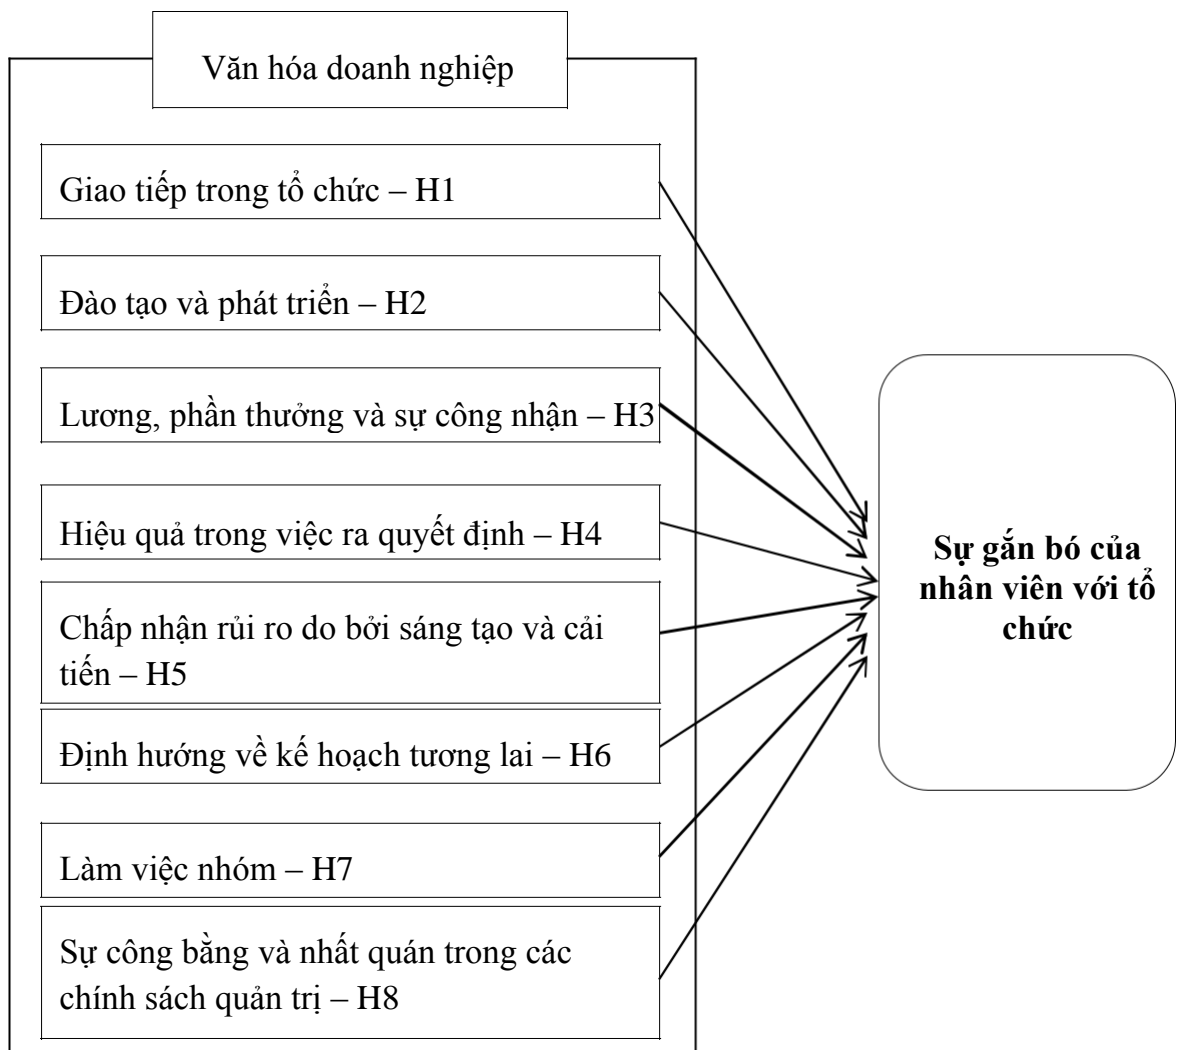 Văn hóa doanh nghiệp
Giao tiếp trong tổ chức – H1
Đào tạo và phát triển – H2
Lương, phần thưởng và sự công nhận – H3
Hiệu quả trong việc ra quyết định – H4
Chấp nhận rủi ro do bởi sáng tạo và cải
tiến – H5
Định hướng về kế hoạch tương lai – H6
Làm việc nhóm – H7
Sự công bằng và nhất quán trong các
chính sách quản trị – H8
Sự gắn bó của
nhân viên với tổ
chức